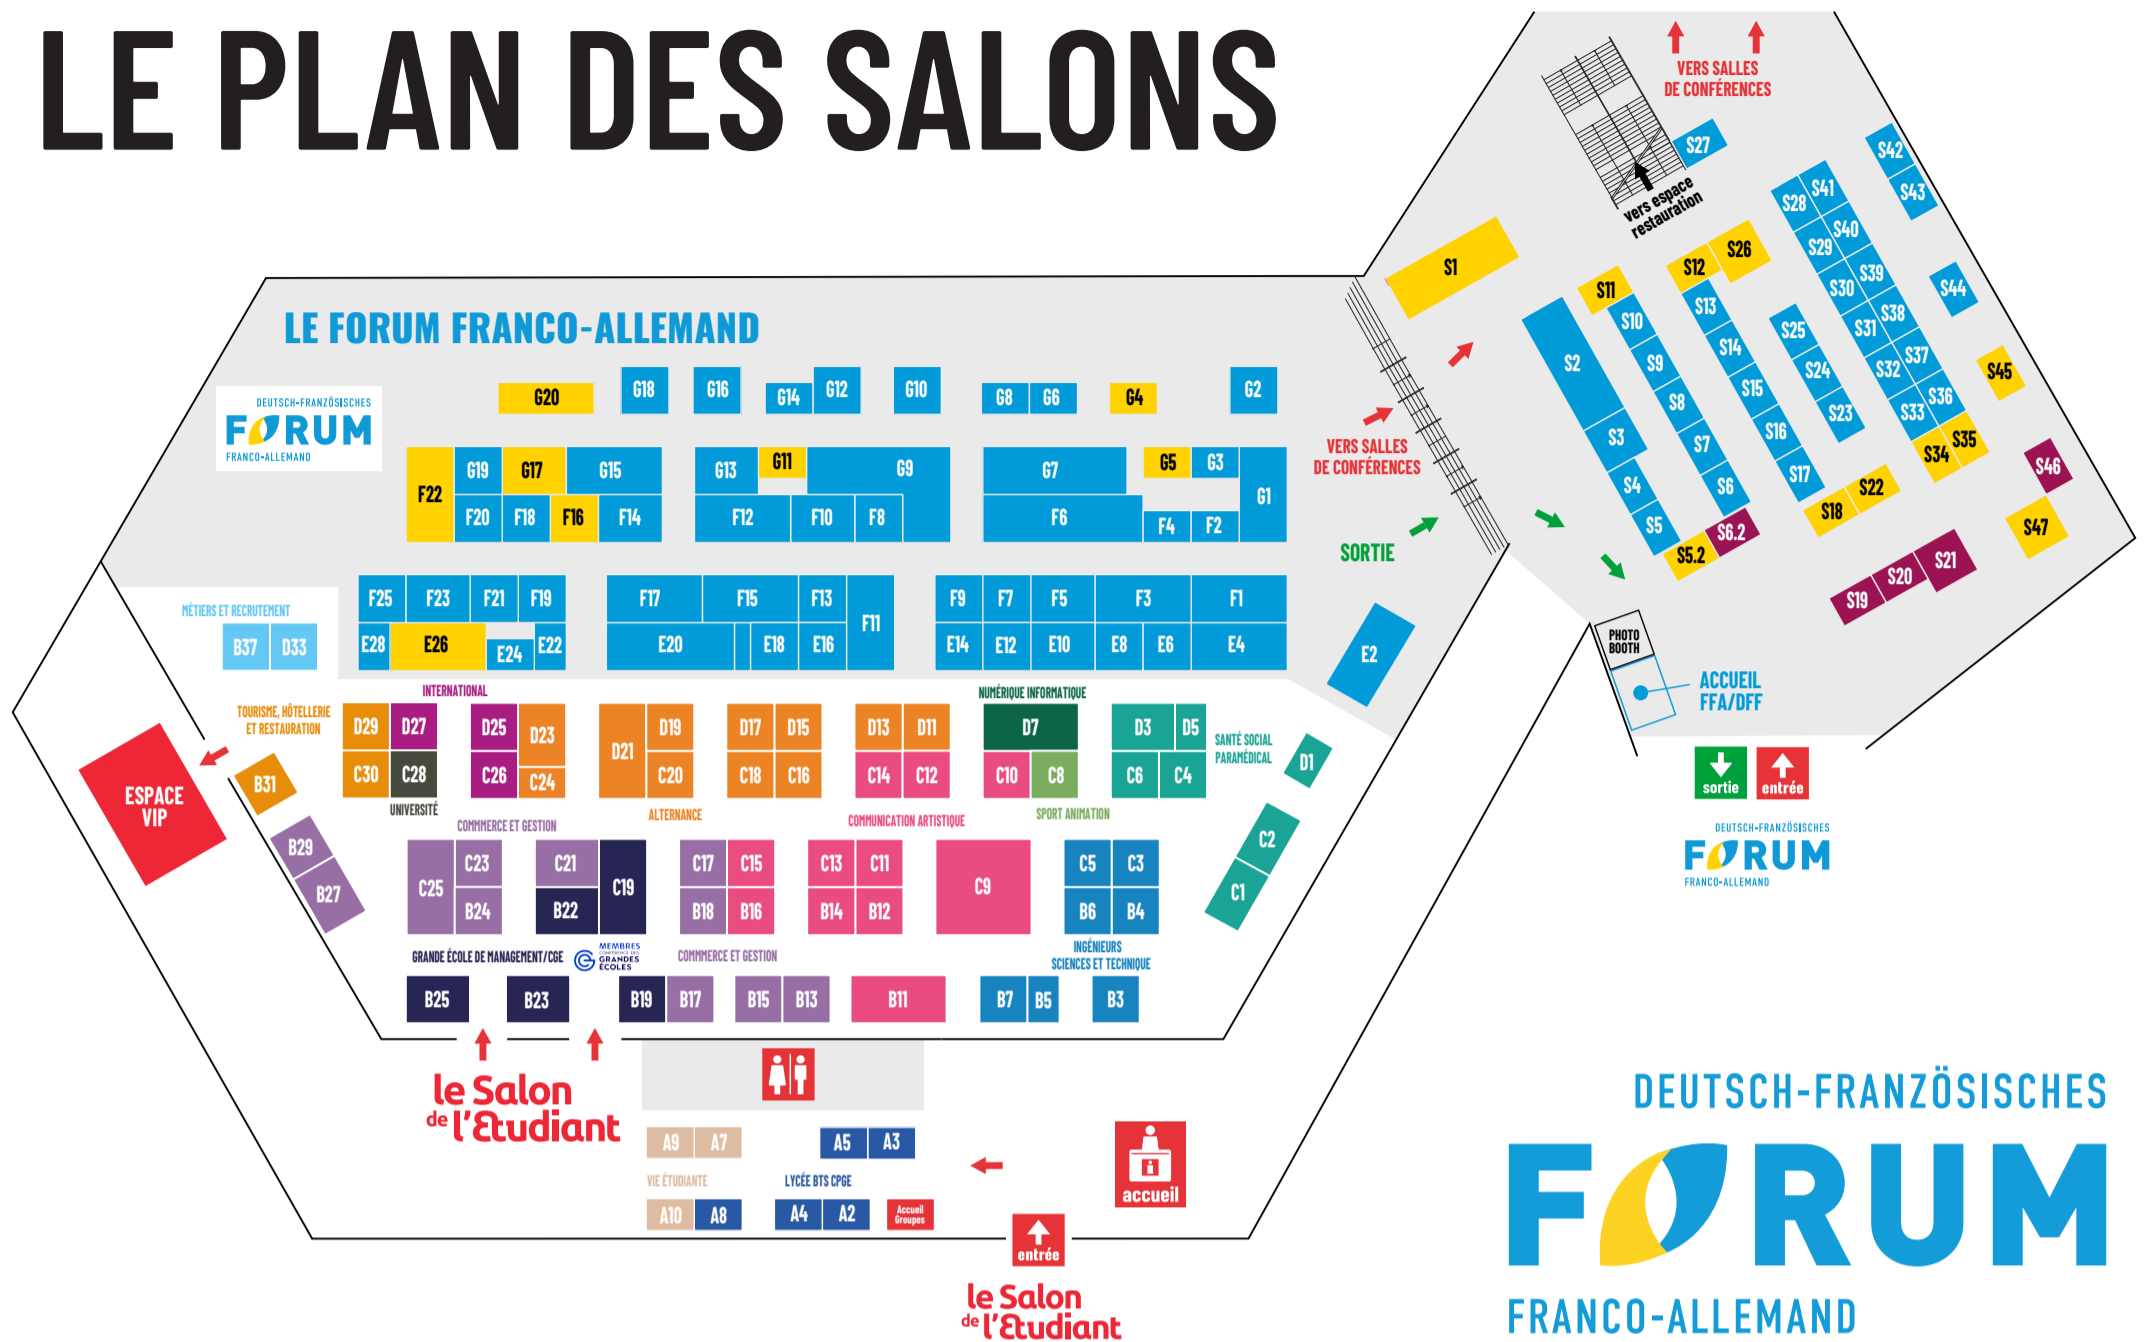 LE PLAN DES SALONS
VERS SALLES
DE CONFÉRENCES
S27
S42
S43
vers espace
restauration
S28 S41
S29 S40
S30 S39
S31 S38
S32 S37
S33 S36
S34 S35
S44
S45
S46
S47
S1
S26
S12
S13
S14
S15
S16
S17
S11
S10
S9
S8
S7
S6
S6.2
S2
S3
S4
S5
S5.2
S25
S24
S23
S22
S18
S19 S20 S21
LE FORUM FRANCO-ALLEMAND
DEUTSCH-FRANZÖSISCHES
FORUM
FRANCO-ALLEMAND
G20 G18 G16 G14 G12 G10 G8 G6 G4 G2
F22 G19 G17 G15 G13 G11 G9 G7 G5 G3 G1
F20 F18 F16 F14 F12 F10 F8 F6 F4 F2
VERS SALLES
DE CONFÉRENCES
SORTIE
F25 F23 F21 F19 F17 F15 F13 F11 F9 F7 F5 F3 F1
E28 E26 E24 E22 E20 E18 E16 E14 E12 E10 E8 E6 E4
E2
PHOTO
BOOTH
ACCUEIL
FFA/DFF
sortie
entrée
DEUTSCH-FRANZÖSISCHES
FORUM
FRANCO-ALLEMAND
MÉTIERS ET RECRUTEMENT
B37 D33
INTERNATIONAL
NUMÉRIQUE INFORMATIQUE
TOURISME, HÔTELLERIE
ET RESTAURATION
D29 D27 D25 D23 D21 D19 D17 D15 D13 D11 D7 D3 D5
C30 C28 C26 C24 C20 C18 C16 C14 C12 C10 C8 C6 C4
SANTÉ SOCIAL
PARAMÉDICAL
D1
C2
C1
ESPACE
VIP
B31
B29
B27
UNIVERSITÉ
COMMMERCE ET GESTION
ALTERNANCE
COMMUNICATION ARTISTIQUE
SPORT ANIMATION
C25 C23 C21 C19 C17 C15 C13 C11 C9 C5 C3
B24 B22 B18 B16 B14 B12 B6 B4
GRANDE ÉCOLE DE MANAGEMENT/CGE
MEMBRES
CONFÉRENCE DES
GRANDES
ÉCOLES
COMMMERCE ET GESTION
INGÉNIEURS
SCIENCES ET TECHNIQUE
B25 B23 B19 B17 B15 B13 B11 B7 B5 B3
le Salon
de l'Etudiant
A9 A7 A5 A3
VIE ÉTUDIANTE
LYCÉE BTS CPGE
A10 A8 A4 A2
Accueil
Groupes
accueil
entrée
le Salon
de l'Etudiant
DEUTSCH-FRANZÖSISCHES
FORUM
FRANCO-ALLEMAND